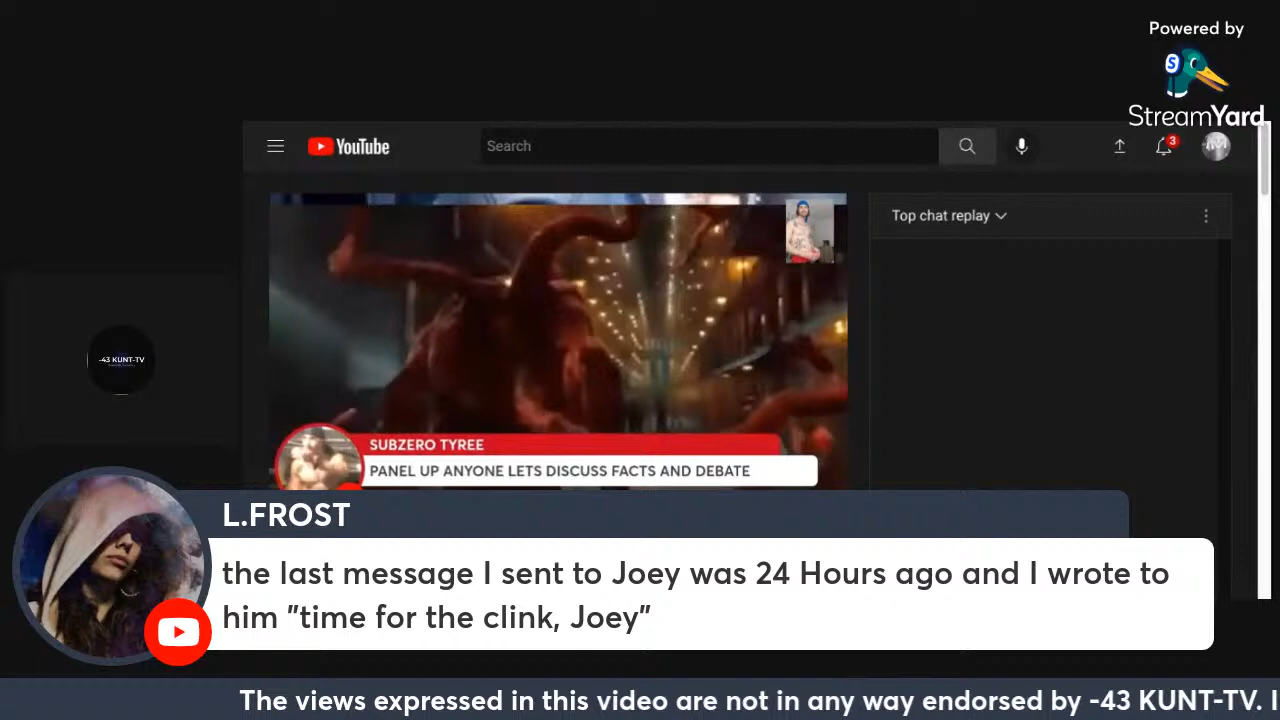 Powered by
StreamYard
YouTube
Search
3
Top chat replay
-43 KUNT-TV
SUBZERO TYREE
PANEL UP ANYONE LETS DISCUSS FACTS AND DEBATE
L.FROST
the last message I sent to Joey was 24 Hours ago and I wrote to
him "time for the clink, Joey"
The views expressed in this video are not in any way endorsed by -43 KUNT-TV. I